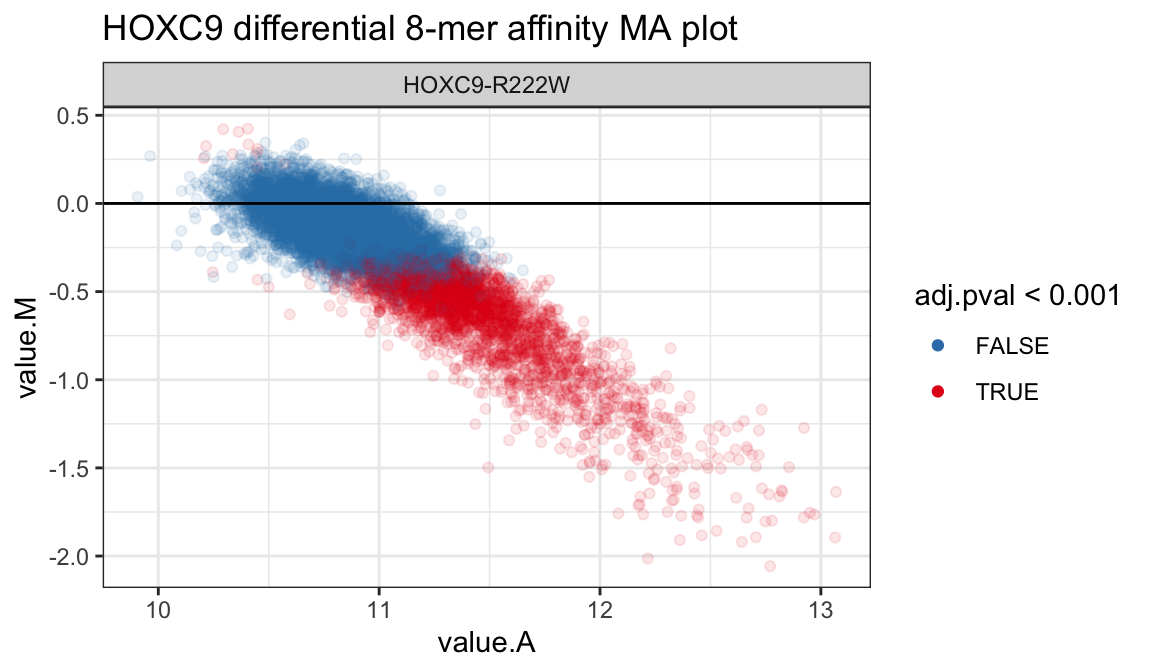 HOXC9 differential 8-mer affinity MA plot
HOXC9-R222W
0.5
0.0
-0.5
-1.0
-1.5
-2.0
value.M
10 11 12 13
value.A
adj.pval < 0.001
FALSE
TRUE